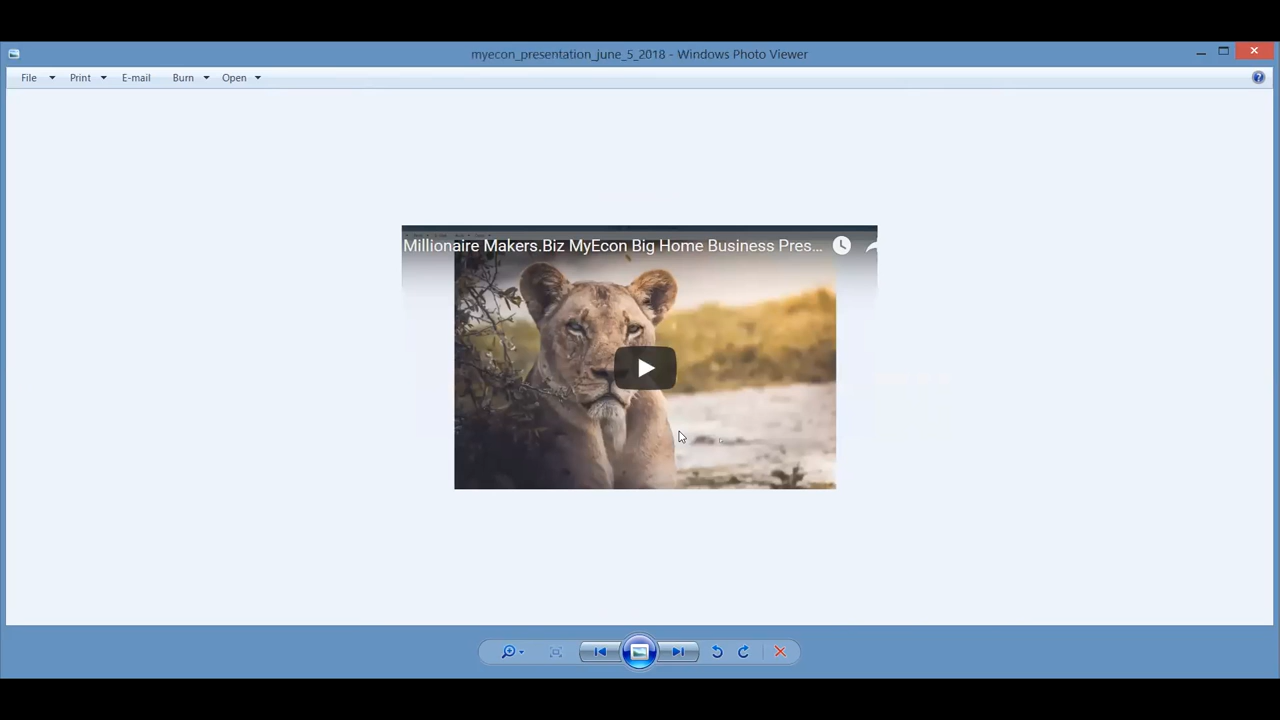 myecon_presentation_june_5_2018 - Windows Photo Viewer
File Print E-mail Burn Open
Millionaire Makers.Biz MyEcon Big Home Business Pres...